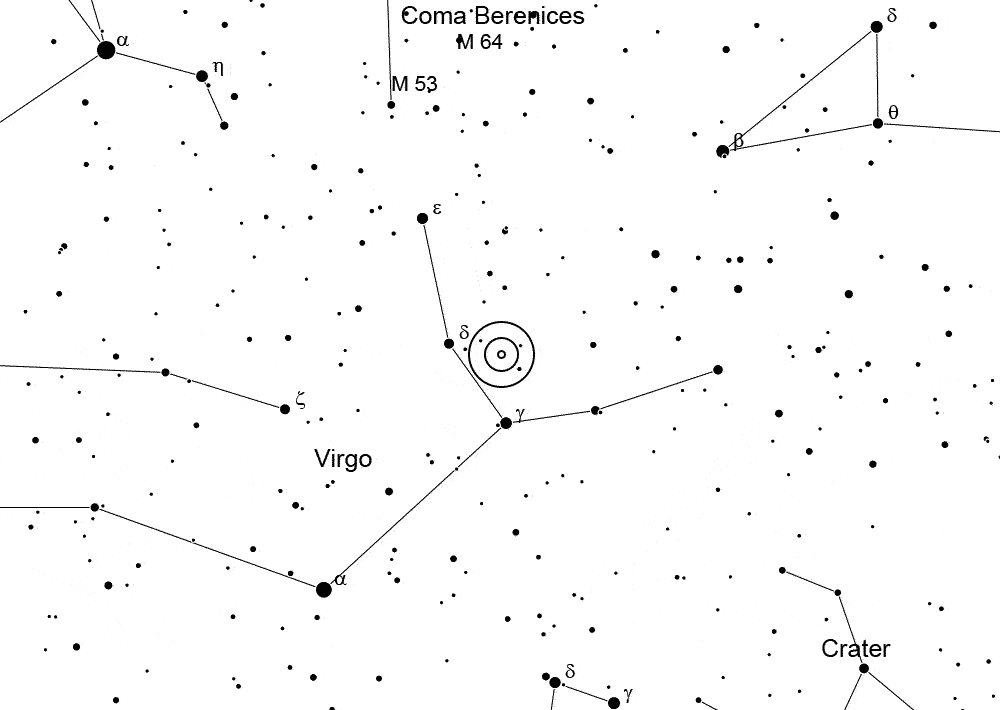 Coma Berenices
M 64
M 53
α
η
δ
θ
β
ε
δ
ζ
γ
Virgo
α
Crater
δ
γ